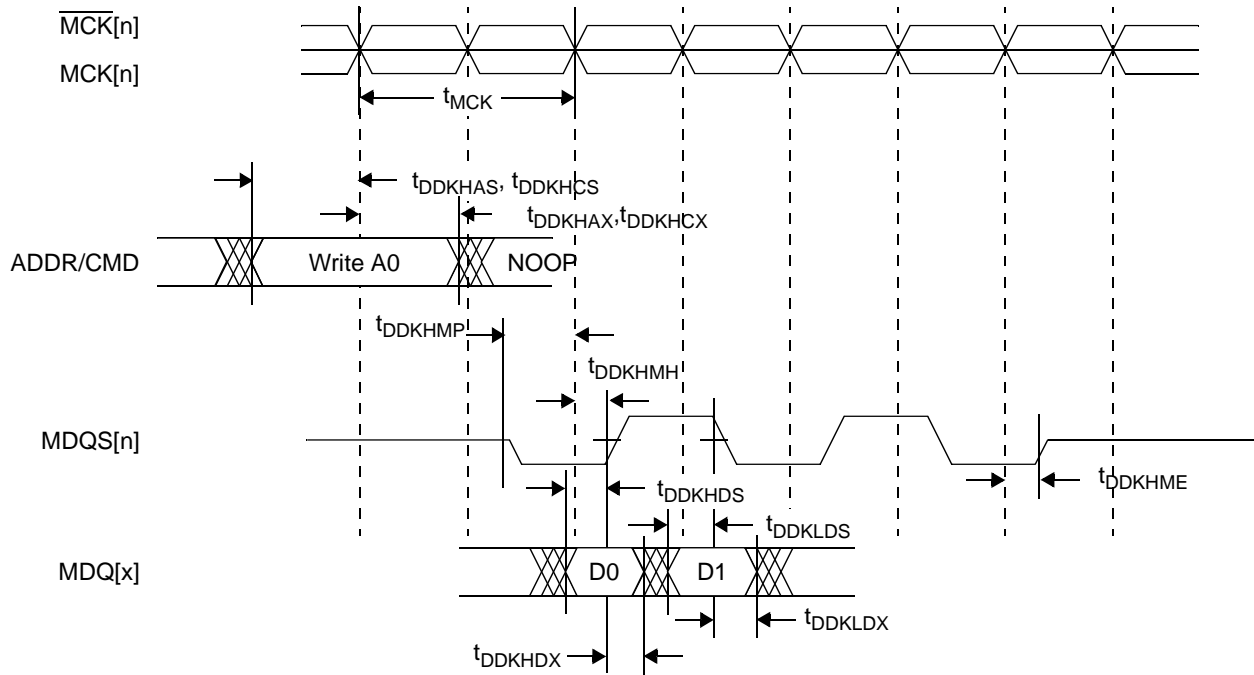 MCK[n]
MCK[n]
tMCK
tDDKHAS, tDDKHCS
tDDKHAX,tDDKHCX
ADDR/CMD
Write A0
NOOP
tDDKHMP
tDDKHMH
MDQS[n]
tDDKHME
tDDKHDS
tDDKLDS
MDQ[x]
D0
D1
tDDKLDX
tDDKHDX